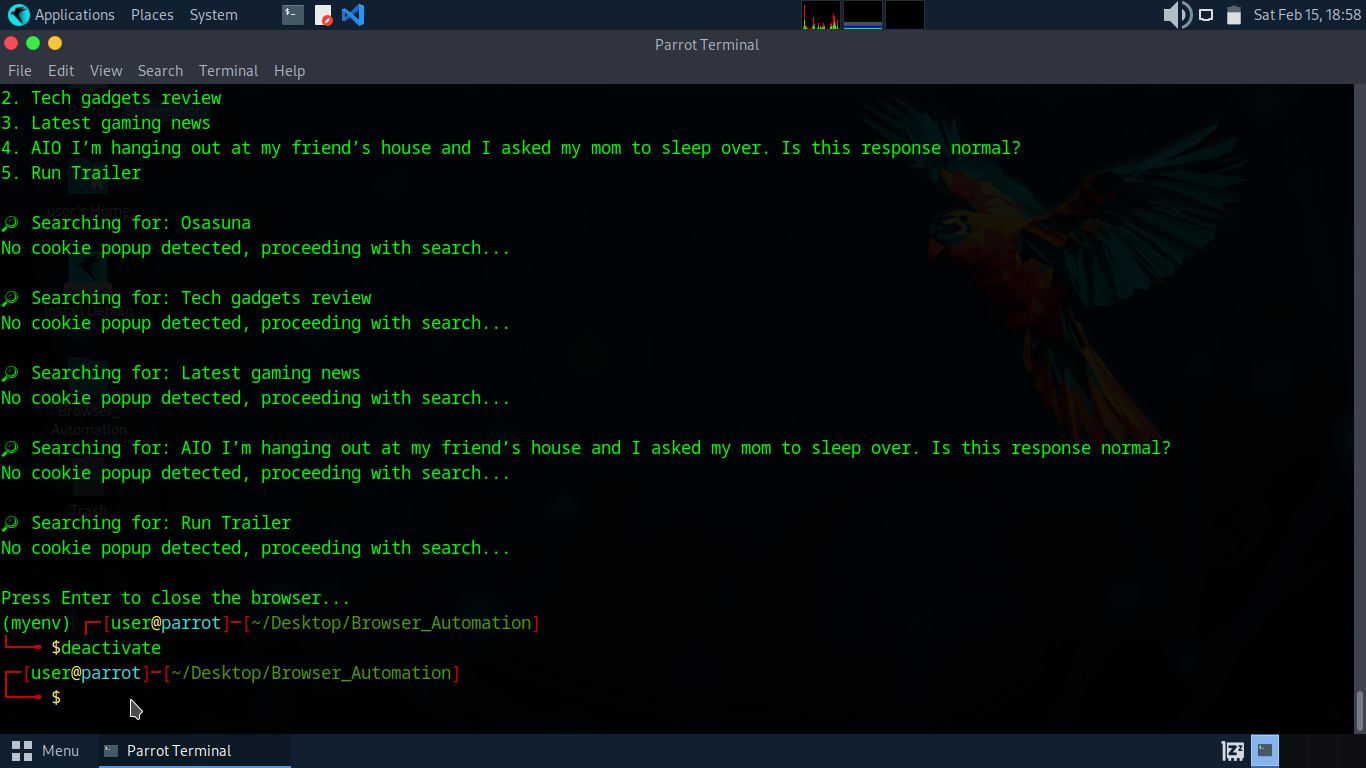 Applications Places System
Sat Feb 15, 18:58
Parrot Terminal
File Edit View Search Terminal Help
2. Tech gadgets review
3. Latest gaming news
4. AIO I’m hanging out at my friend’s house and I asked my mom to sleep over. Is this response normal?
5. Run Trailer
user's Home
🔎 Searching for: Osasuna
No cookie popup detected, proceeding with search...
🔎 Searching for: Tech gadgets review
Install Debian
No cookie popup detected, proceeding with search...
🔎 Searching for: Latest gaming news
No cookie popup detected, proceeding with search...
Browser_
Automation
🔎 Searching for: AIO I’m hanging out at my friend’s house and I asked my mom to sleep over. Is this response normal?
No cookie popup detected, proceeding with search...
Trash
🔎 Searching for: Run Trailer
No cookie popup detected, proceeding with search...
Press Enter to close the browser...
(myenv) ┌─[user@parrot]─[~/Desktop/Browser_Automation]
└──╼ $deactivate
┌─[user@parrot]─[~/Desktop/Browser_Automation]
└──╼ $
Menu Parrot Terminal